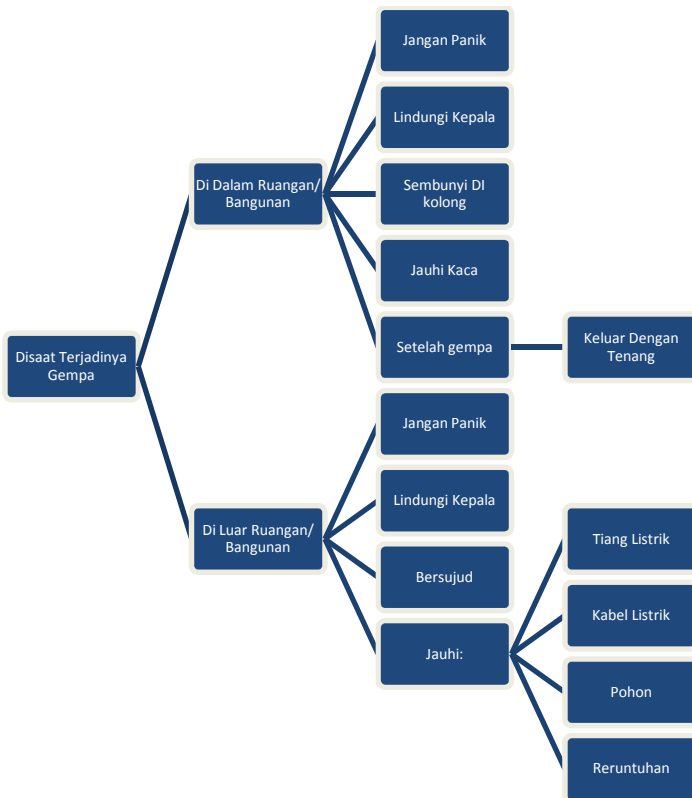 Disaat Terjadinya
Gempa
Di Dalam Ruangan/
Bangunan
Jangan Panik
Lindungi Kepala
Sembunyi DI
kolong
Jauhi Kaca
Setelah gempa
Keluar Dengan
Tenang
Di Luar Ruangan/
Bangunan
Jangan Panik
Lindungi Kepala
Bersujud
Jauhi:
Tiang Listrik
Kabel Listrik
Pohon
Reruntuhan